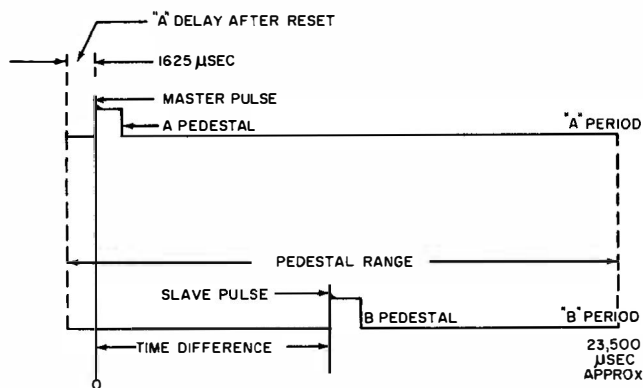 "A" DELAY AFTER RESET
1625 μSEC
MASTER PULSE
A PEDESTAL
"A" PERIOD
PEDESTAL RANGE
SLAVE PULSE
B PEDESTAL
"B" PERIOD
TIME DIFFERENCE
23,500
μSEC
APPROX
0